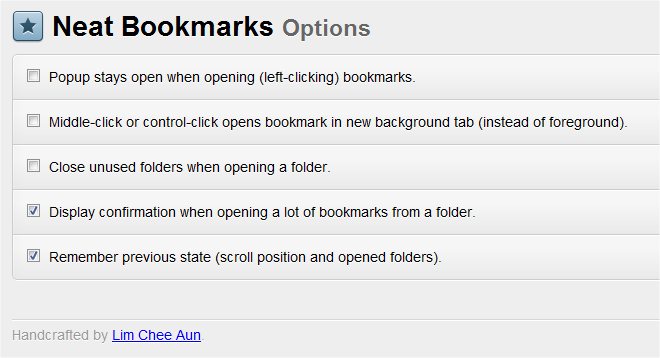 Neat Bookmarks Options
Popup stays open when opening (left-clicking) bookmarks.
Middle-click or control-click opens bookmark in new background tab (instead of foreground).
Close unused folders when opening a folder.
Display confirmation when opening a lot of bookmarks from a folder.
Remember previous state (scroll position and opened folders).
Handcrafted by Lim Chee Aun.